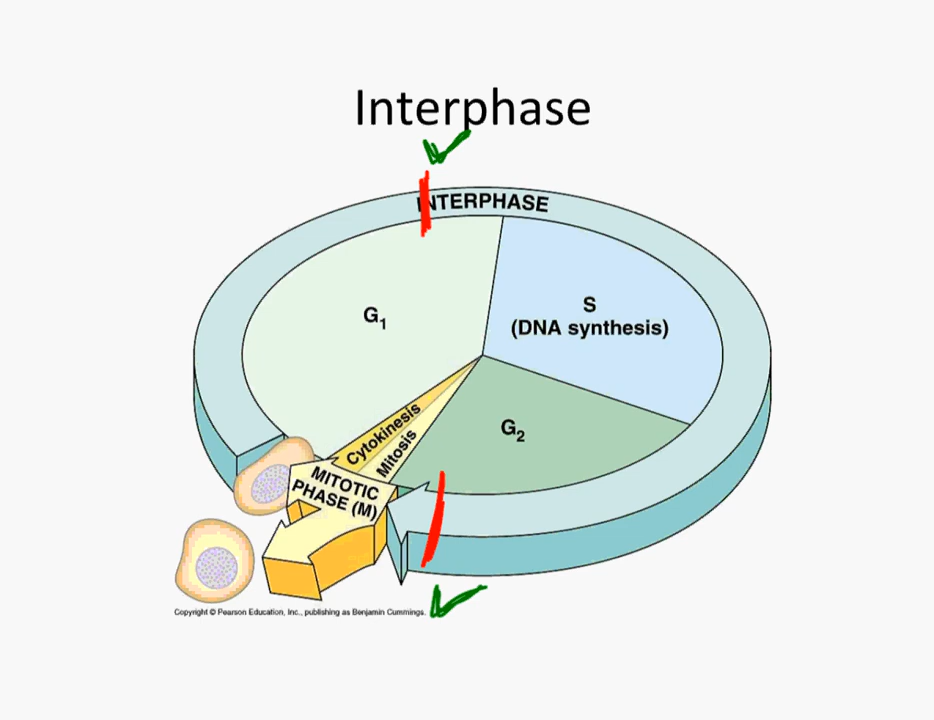 Interphase
INTERPHASE
G1
S
(DNA synthesis)
G2
Cytokinesis
Mitosis
MITOTIC
PHASE (M)
Copyright © Pearson Education, Inc., publishing as Benjamin Cummings.